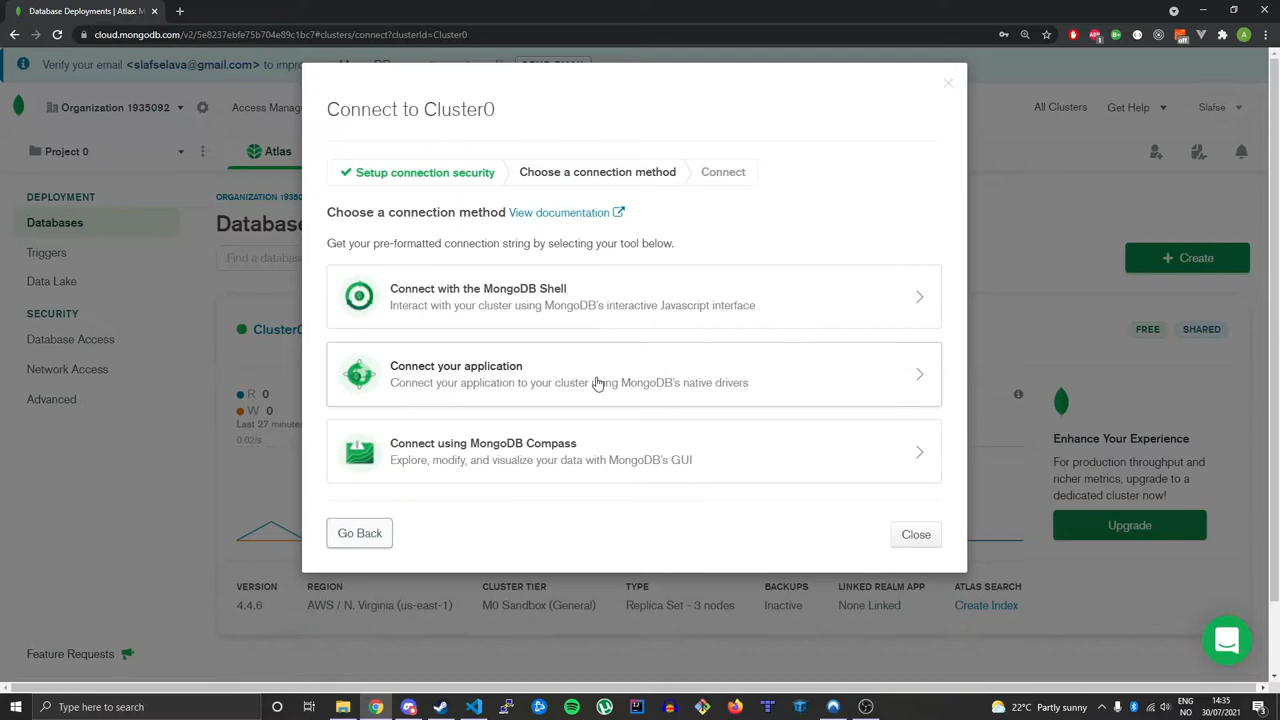 Database Deployments | Atlas: M
cloud.mongodb.com/v2/5e8237ebfe75b704e89c1bc7#clusters/connect?clusterId=Cluster0
Verify your email <slafselava@gmail.com> to improv
Organization 1935092
Access Manag
All Clusters
Get Help
Slafse
Project 0
Atlas
DEPLOYMENT
Databases
Triggers
Data Lake
SECURITY
Database Access
Network Access
Advanced
Feature Requests
ORGANIZATION 19350
Database
Find a databas
Create
Cluster0
FREE
SHARED
R 0
W 0
Last 27 minute
0.02/s
Enhance Your Experience
For production throughput and
richer metrics, upgrade to a
dedicated cluster now!
Upgrade
Connect to Cluster0
Setup connection security
Choose a connection method
Connect
Choose a connection method View documentation
Get your pre-formatted connection string by selecting your tool below.
Connect with the MongoDB Shell
Interact with your cluster using MongoDB's interactive Javascript interface
Connect your application
Connect your application to your cluster using MongoDB's native drivers
Connect using MongoDB Compass
Explore, modify, and visualize your data with MongoDB's GUI
Go Back
Close
VERSION REGION CLUSTER TIER TYPE BACKUPS LINKED REALM APP ATLAS SEARCH
4.4.6 AWS / N. Virginia (us-east-1) M0 Sandbox (General) Replica Set - 3 nodes Inactive None Linked Create Index
Type here to search
22°C Partly sunny
ENG
NO
14:35
30/07/2021